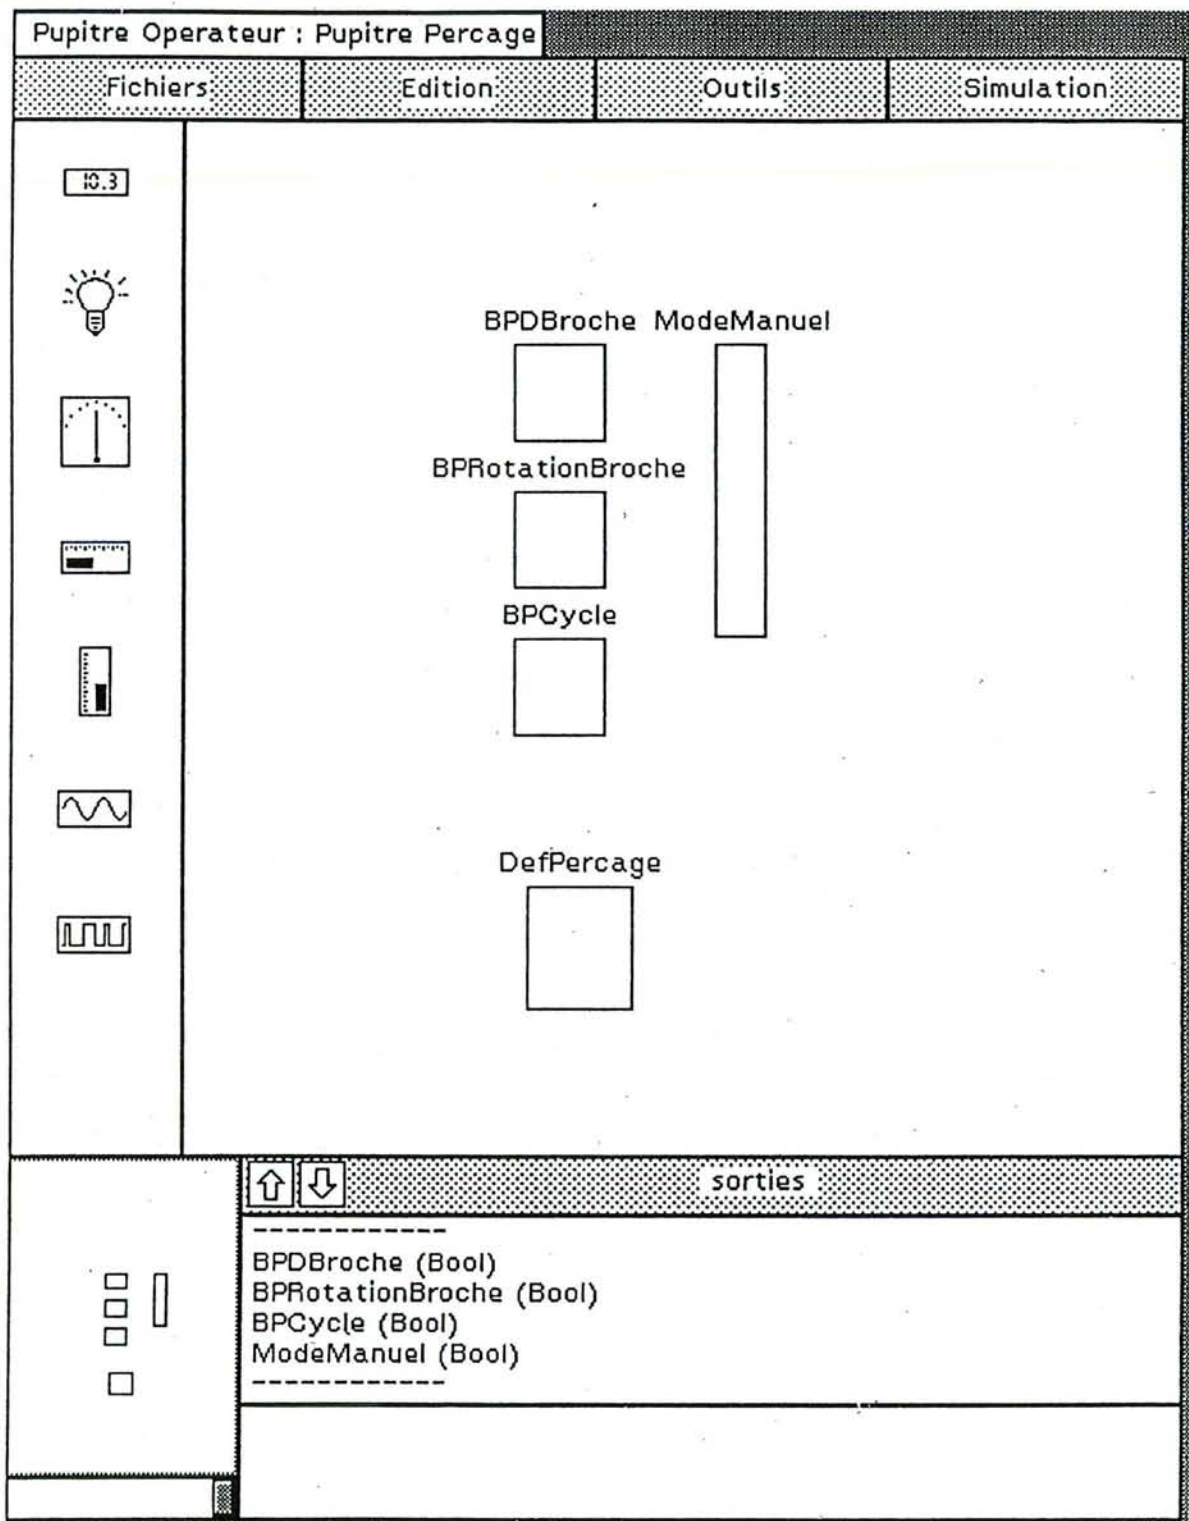 Pupitre Operateur : Pupitre Percage
Fichiers Edition Outils Simulation
10.3
BPDBroche ModeManuel
BPRotationBroche
BPCycle
DefPercage
sorties
------------
BPDBroche (Bool)
BPRotationBroche (Bool)
BPCycle (Bool)
ModeManuel (Bool)
------------